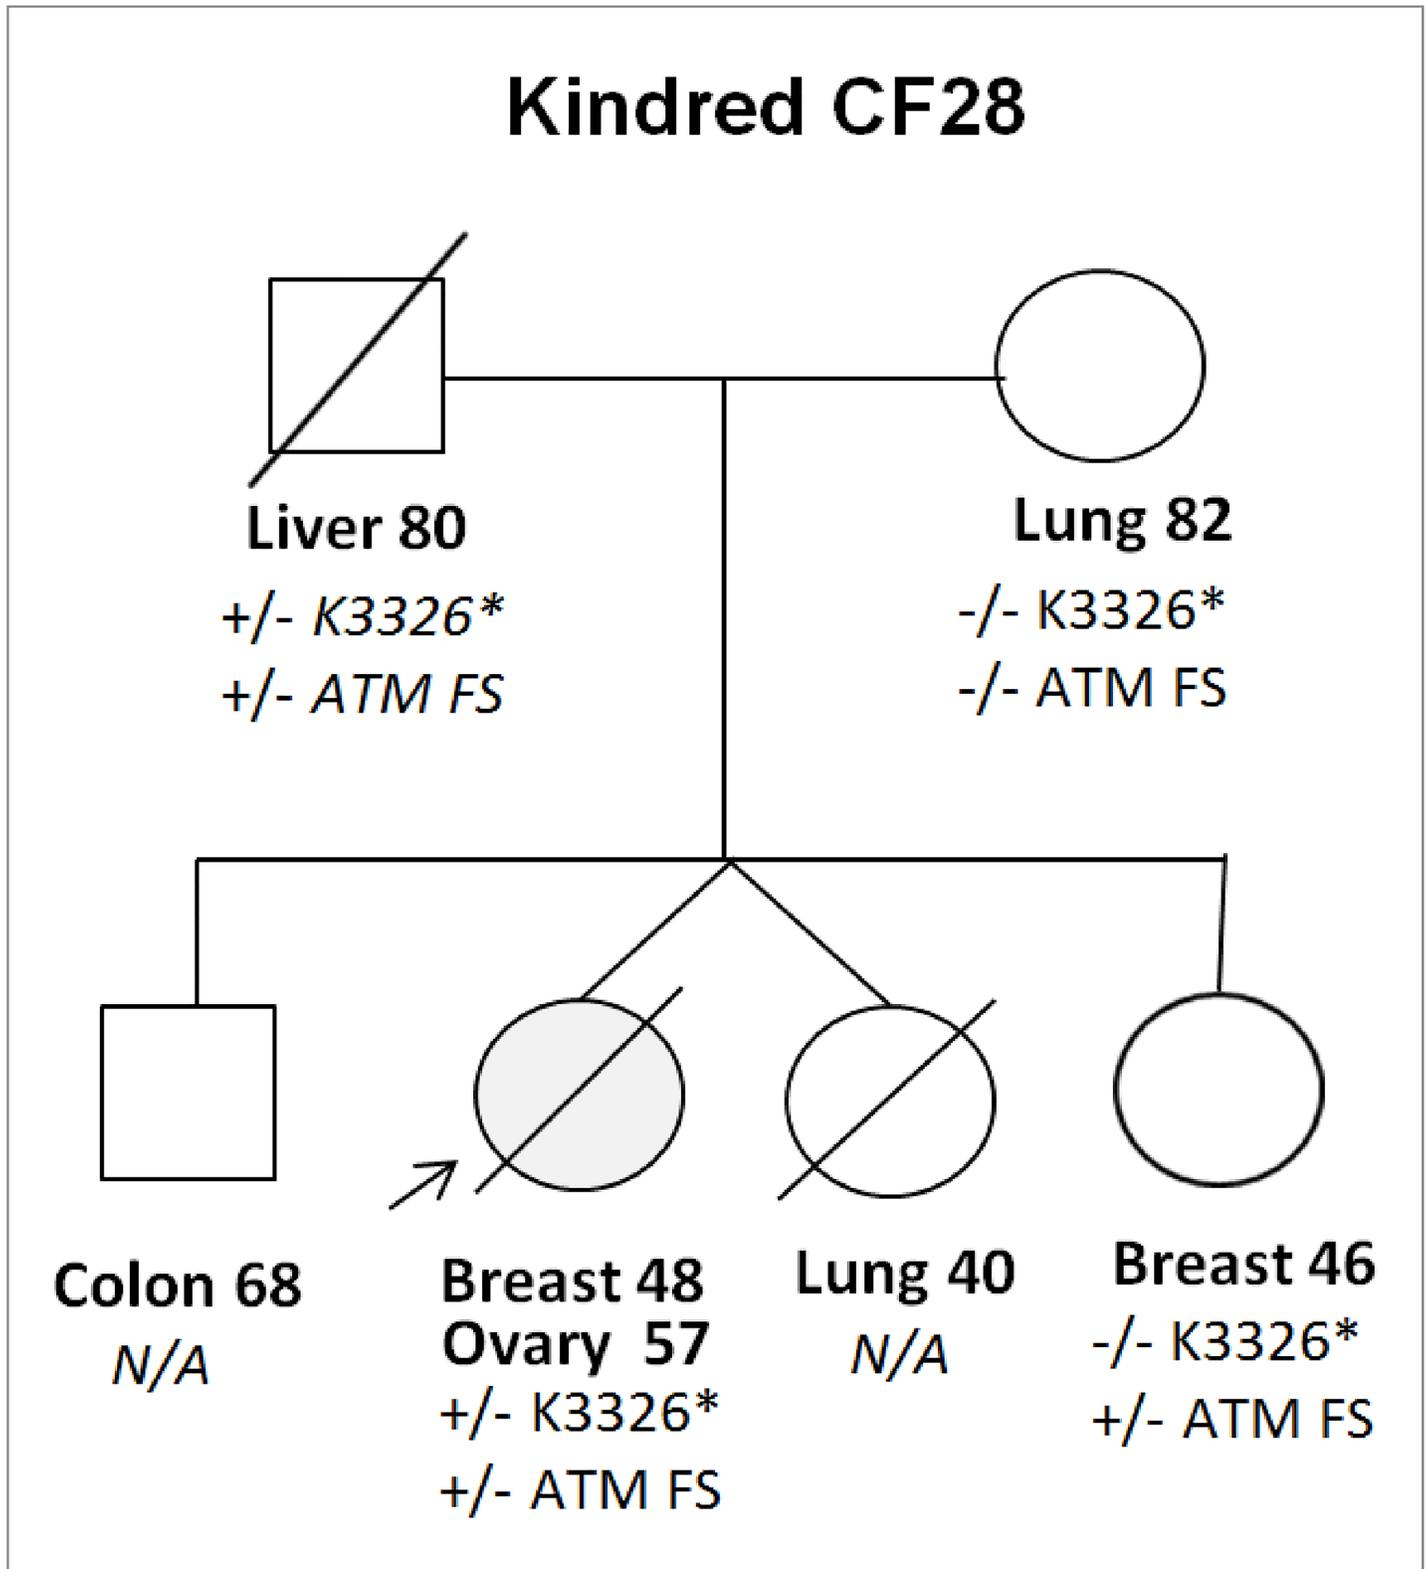 Kindred CF28
Liver 80
+/- K3326*
+/- ATM FS
Lung 82
-/- K3326*
-/- ATM FS
Colon 68
N/A
Breast 48
Ovary 57
+/- K3326*
+/- ATM FS
Lung 40
N/A
Breast 46
-/- K3326*
+/- ATM FS